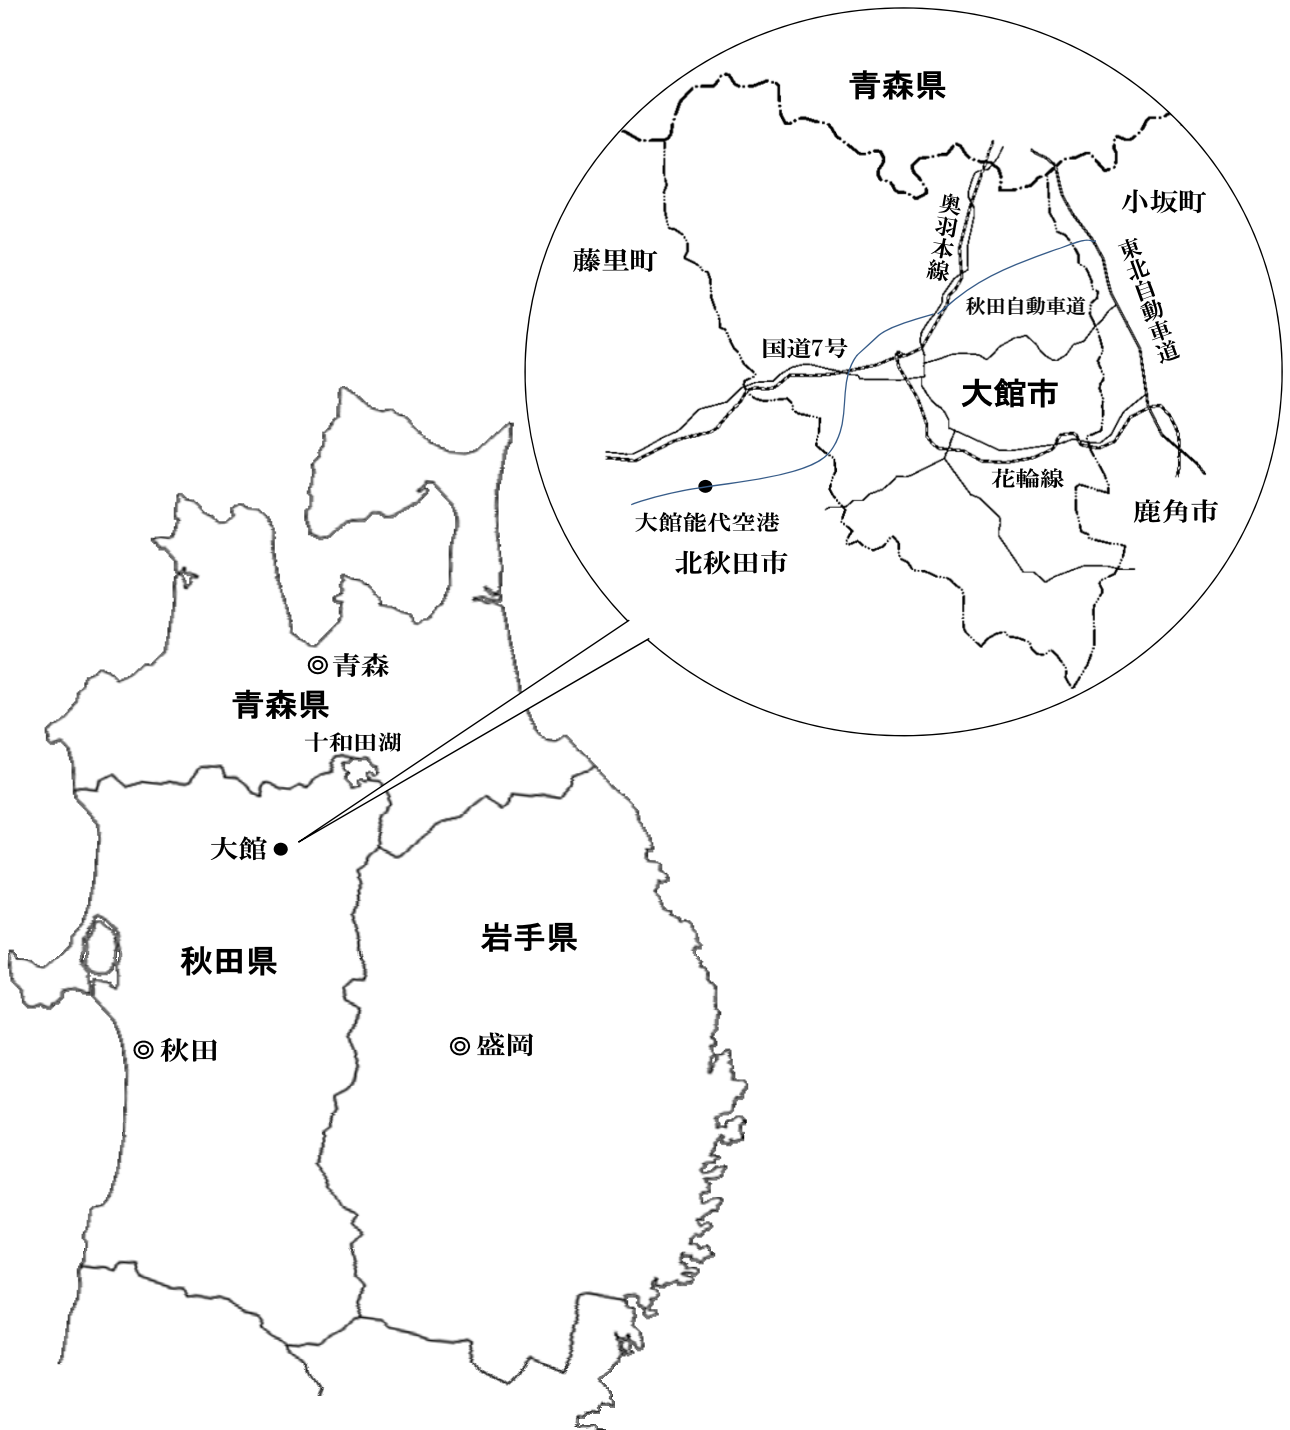 青森県
小坂町
奥羽本線
東北自動車道
藤里町
秋田自動車道
国道7号
大館市
花輪線
大館能代空港
鹿角市
北秋田市
青森
青森県
十和田湖
大館
岩手県
秋田県
秋田
盛岡